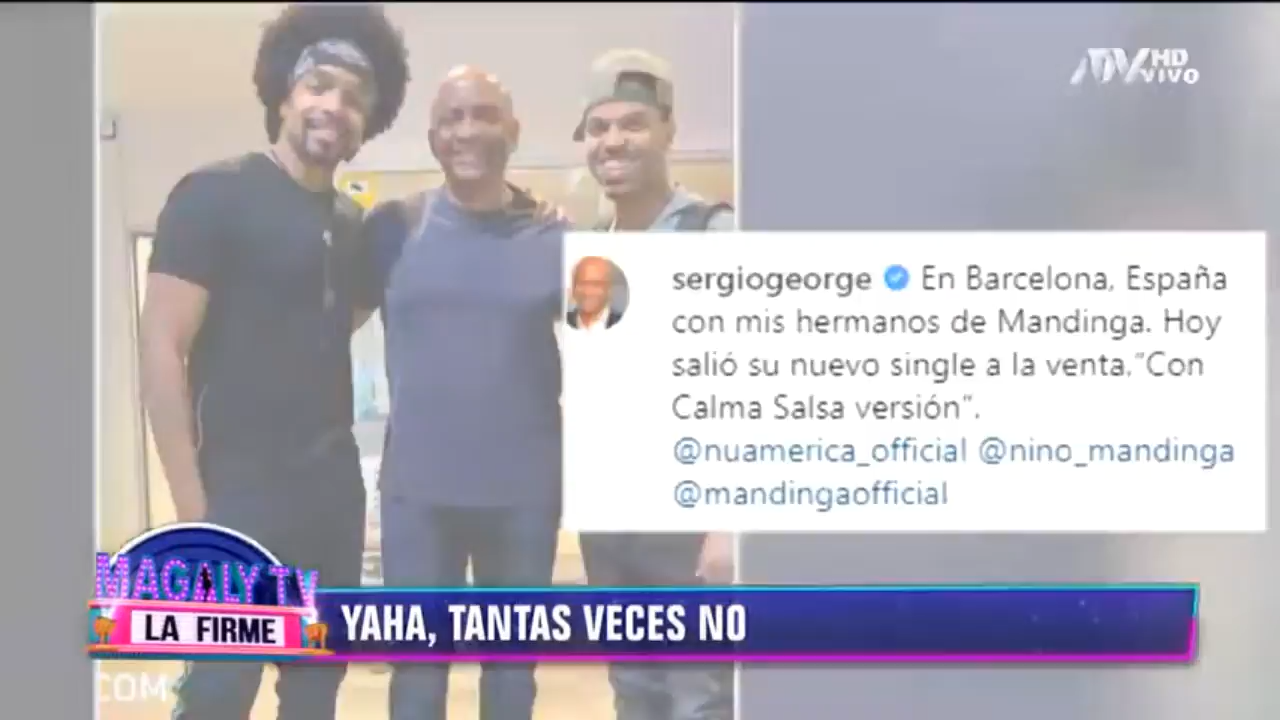 ATV HD
VIVO
sergiogeorge En Barcelona, España
con mis hermanos de Mandinga. Hoy
salió su nuevo single a la venta,"Con
Calma Salsa versión".
@nuamerica_official @nino_mandinga
@mandingaofficial
MAGALY TV
LA FIRME
YAHA, TANTAS VECES NO
COM